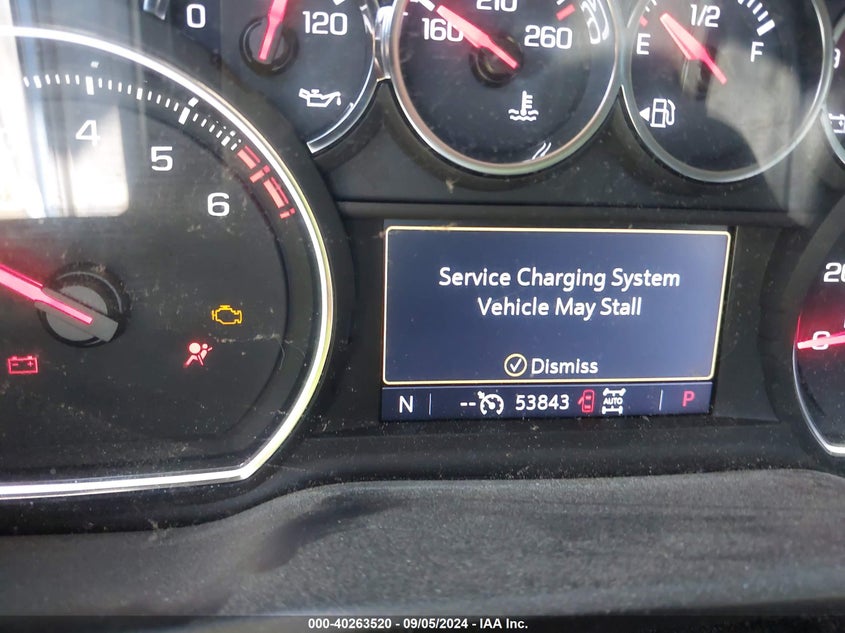 0 120
160 210 260
E 1/2 F
4
5
6
Service Charging System
Vehicle May Stall
Dismiss
N -- 53843 AUTO P
000-40263520 - 09/05/2024 - IAA Inc.